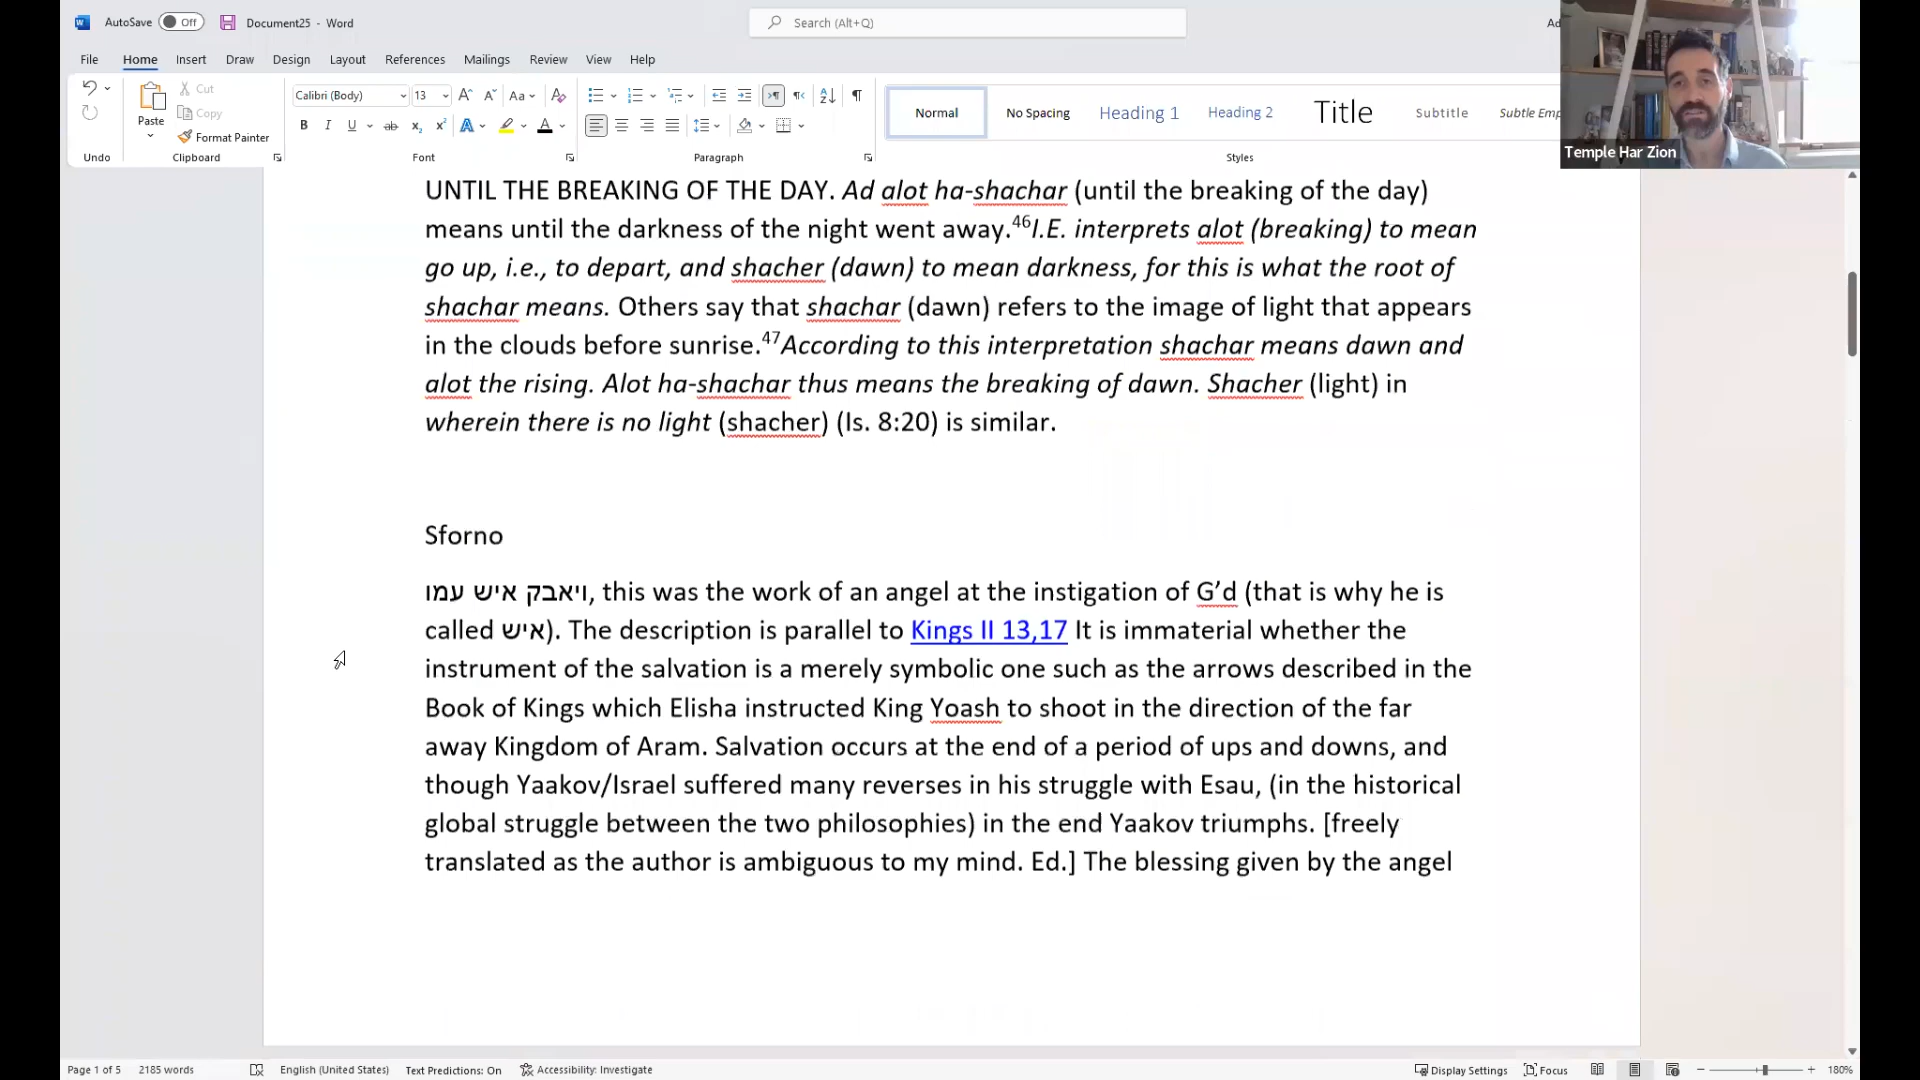 AutoSave Off Document25 - Word Search (Alt+Q) Ad
File Home Insert Draw Design Layout References Mailings Review View Help
Undo
Paste
Cut
Copy
Format Painter
Clipboard
Calibri (Body) 13
Font
Paragraph
Normal No Spacing Heading 1 Heading 2 Title Subtitle Subtle Emp
Styles
Temple Har Zion
UNTIL THE BREAKING OF THE DAY. Ad alot ha-shachar (until the breaking of the day)
means until the darkness of the night went away.46I.E. interprets alot (breaking) to mean
go up, i.e., to depart, and shacher (dawn) to mean darkness, for this is what the root of
shachar means. Others say that shachar (dawn) refers to the image of light that appears
in the clouds before sunrise.47According to this interpretation shachar means dawn and
alot the rising. Alot ha-shachar thus means the breaking of dawn. Shacher (light) in
wherein there is no light (shacher) (Is. 8:20) is similar.
Sforno
ויאבק איש עמו, this was the work of an angel at the instigation of G’d (that is why he is
called איש). The description is parallel to Kings II 13,17 It is immaterial whether the
instrument of the salvation is a merely symbolic one such as the arrows described in the
Book of Kings which Elisha instructed King Yoash to shoot in the direction of the far
away Kingdom of Aram. Salvation occurs at the end of a period of ups and downs, and
though Yaakov/Israel suffered many reverses in his struggle with Esau, (in the historical
global struggle between the two philosophies) in the end Yaakov triumphs. [freely
translated as the author is ambiguous to my mind. Ed.] The blessing given by the angel
Page 1 of 5 2185 words English (United States) Text Predictions: On Accessibility: Investigate Display Settings Focus 180%